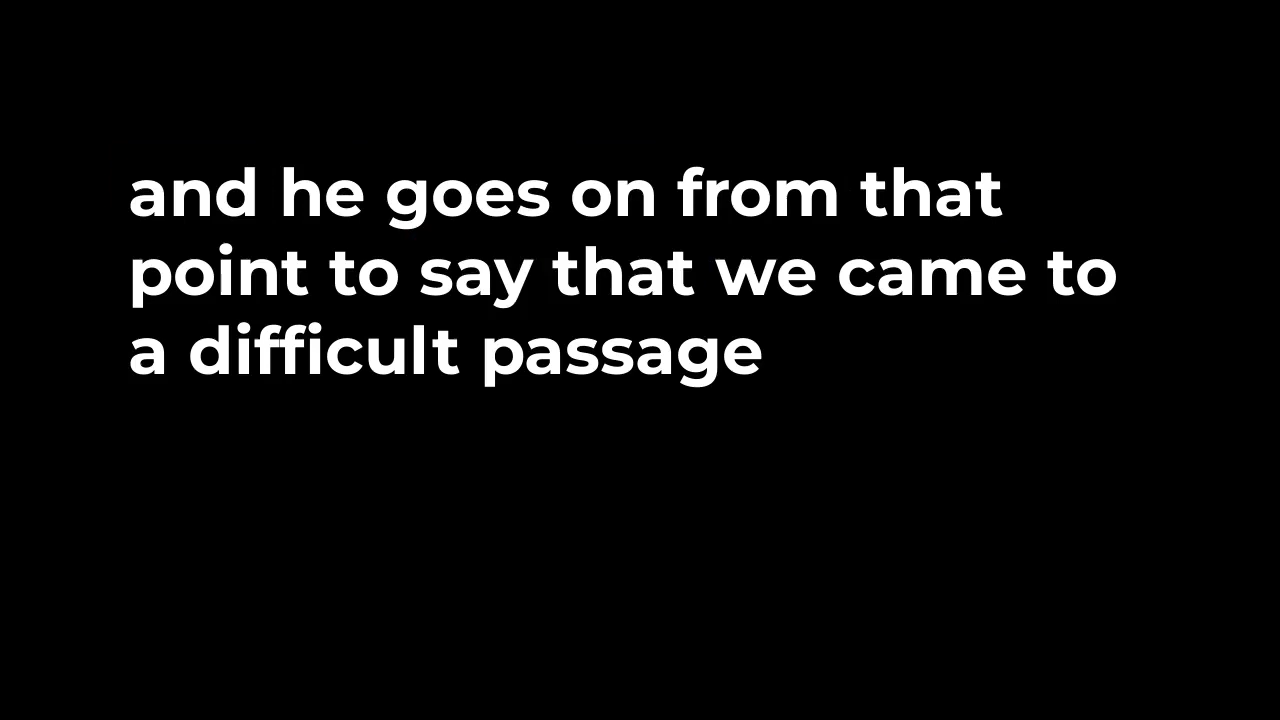 and he goes on from that
point to say that we came to
a difficult passage